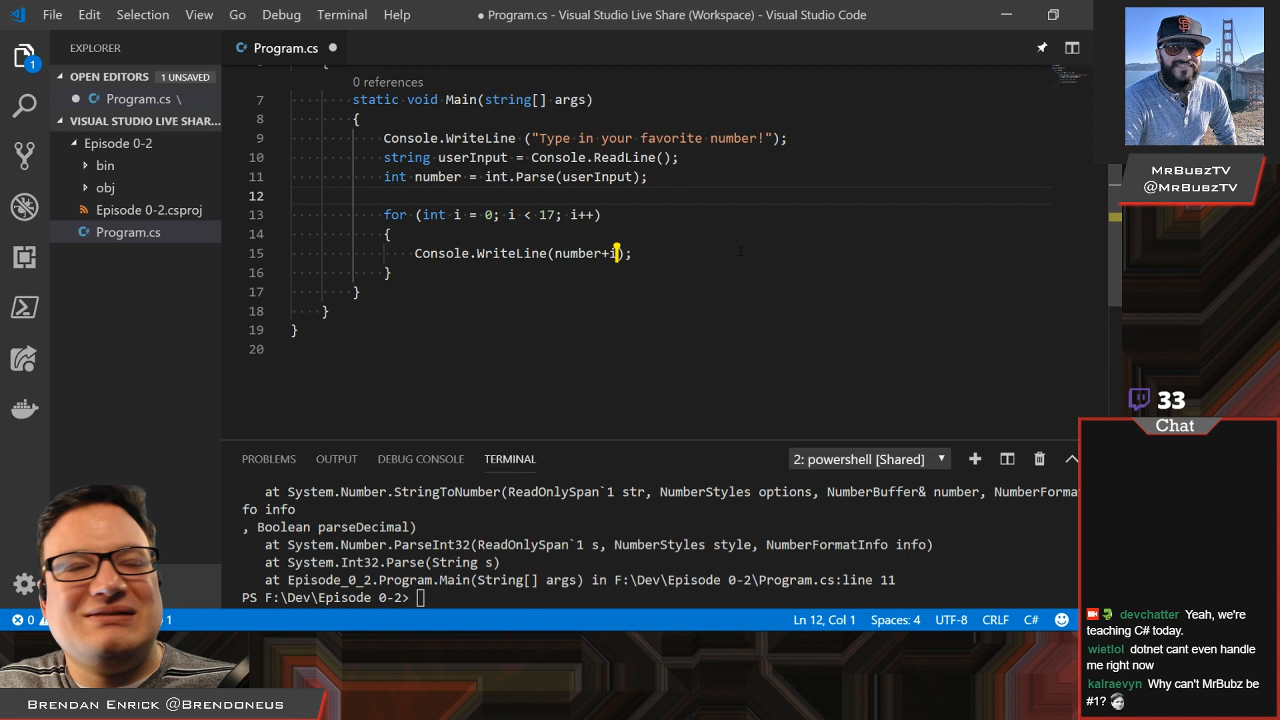 File Edit Selection View Go Debug Terminal Help
● Program.cs - Visual Studio Live Share (Workspace) - Visual Studio Code
EXPLORER
OPEN EDITORS 1 UNSAVED
Program.cs \
VISUAL STUDIO LIVE SHAR...
Episode 0-2
bin
obj
Episode 0-2.csproj
Program.cs
1
Program.cs
0 references
7 static void Main(string[] args)
8 {
9 Console.WriteLine ("Type in your favorite number!");
10 string userInput = Console.ReadLine();
11 int number = int.Parse(userInput);
12
13 for (int i = 0; i < 17; i++)
14 {
15 Console.WriteLine(number+i);
16 }
17 }
18 }
19 }
20
PROBLEMS OUTPUT DEBUG CONSOLE TERMINAL
2: powershell [Shared]
at System.Number.StringToNumber(ReadOnlySpan`1 str, NumberStyles options, NumberBuffer& number, NumberForma
fo info
, Boolean parseDecimal)
at System.Number.ParseInt32(ReadOnlySpan`1 s, NumberStyles style, NumberFormatInfo info)
at System.Int32.Parse(String s)
at Episode_0_2.Program.Main(String[] args) in F:\Dev\Episode 0-2\Program.cs:line 11
PS F:\Dev\Episode 0-2>
0
1
Ln 12, Col 1 Spaces: 4 UTF-8 CRLF C#
BRENDAN ENRICK @BRENDONEUS
MRBUBZTV
@MRBUBZTV
33
Chat
devchatter Yeah, we're
teaching C# today.
wietlol dotnet cant even handle
me right now
kalraevyn Why can't MrBubz be
#1?